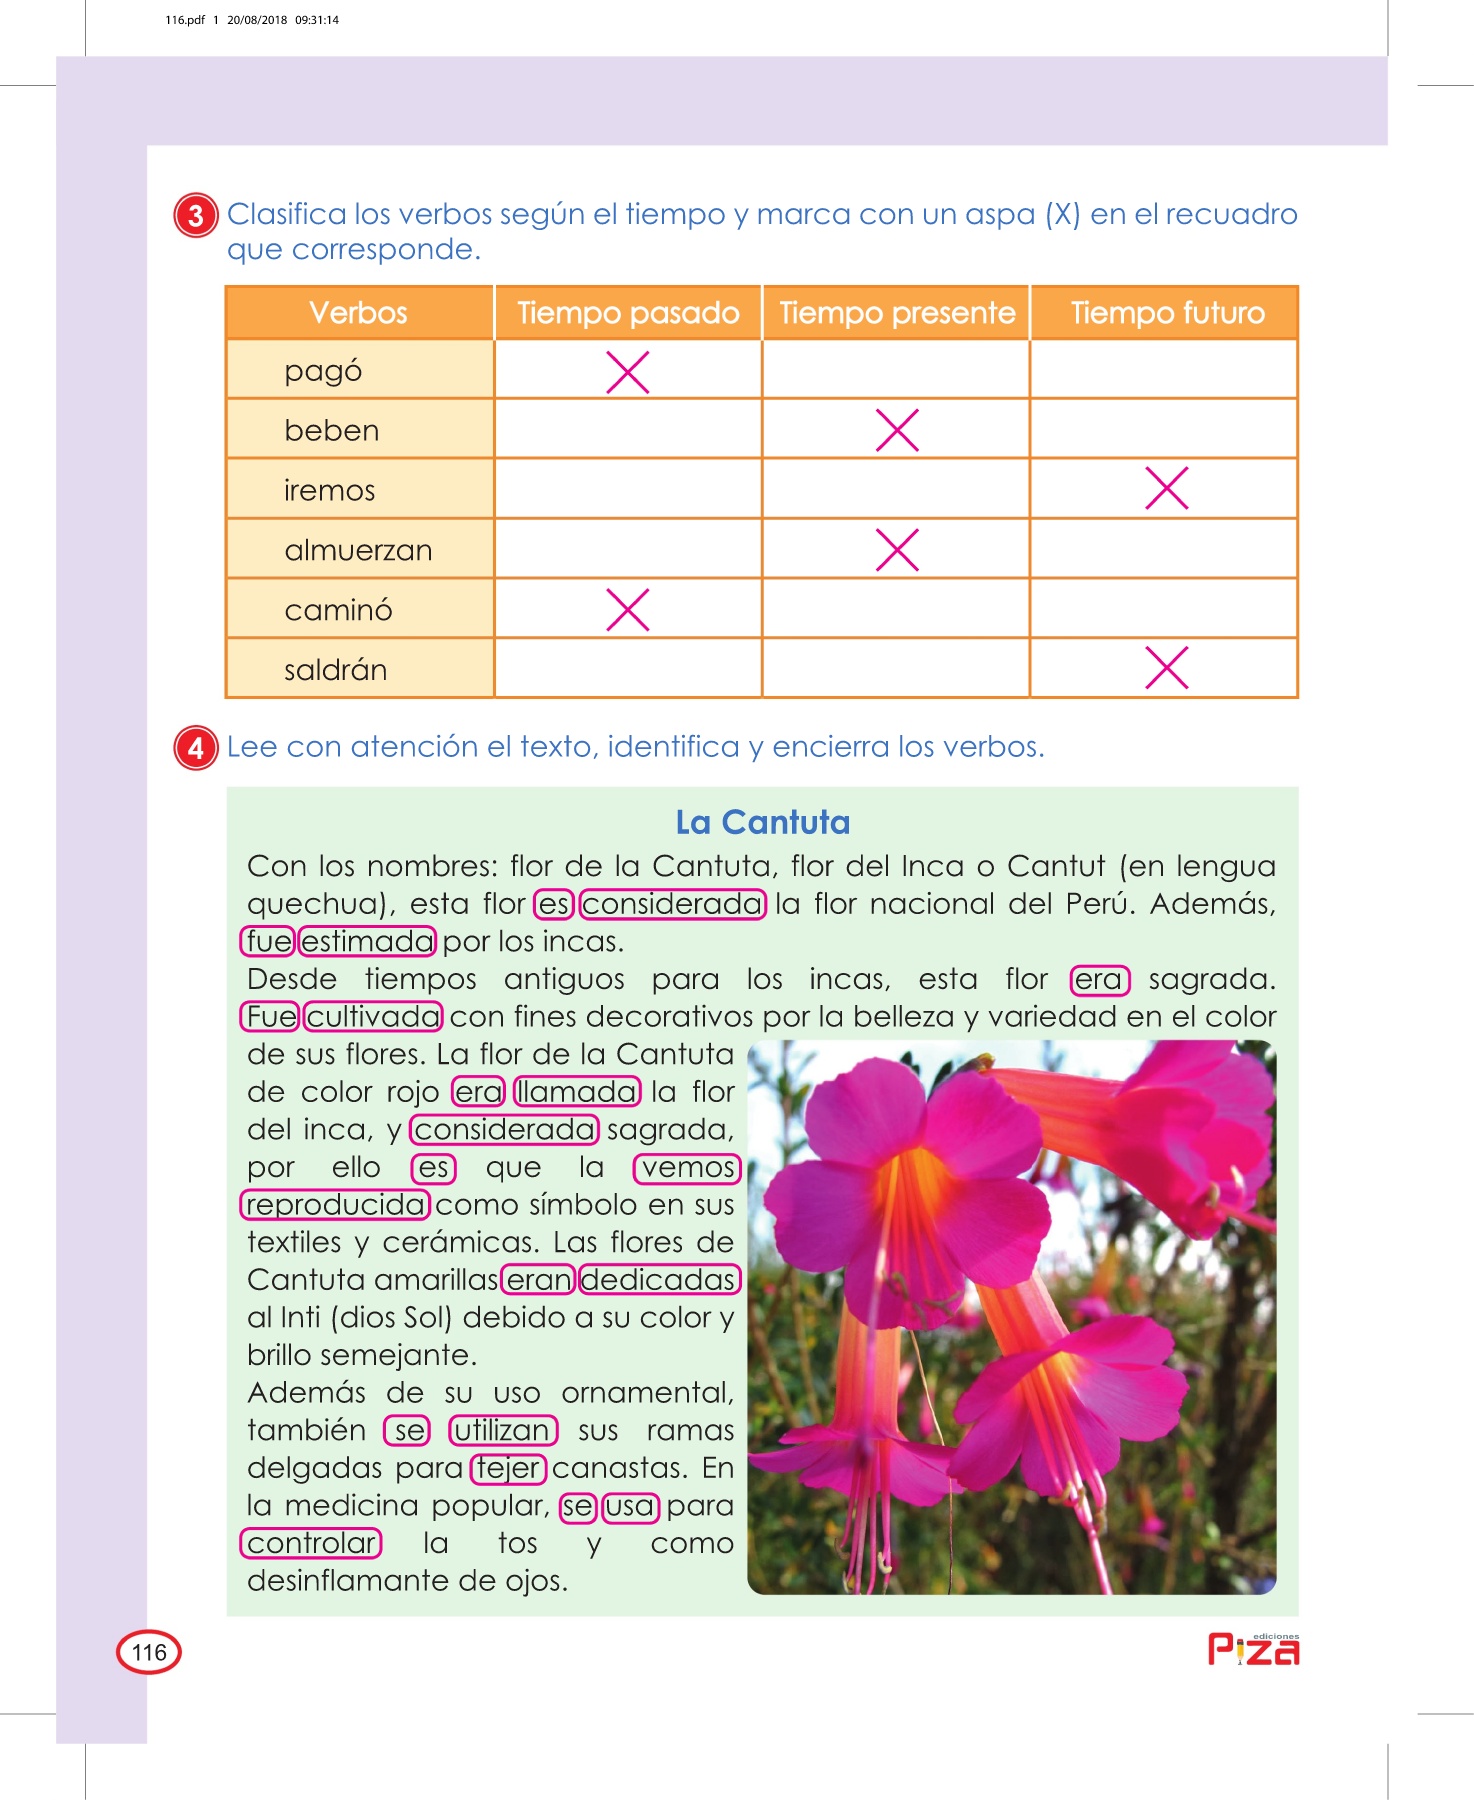 116.pdf 1 20/08/2018 09:31:14
3 Clasifica los verbos según el tiempo y marca con un aspa (X) en el recuadro
que corresponde.
Verbos Tiempo pasado Tiempo presente Tiempo futuro
pagó X
beben X
iremos X
almuerzan X
caminó X
saldrán X
4 Lee con atención el texto, identifica y encierra los verbos.
La Cantuta
Con los nombres: flor de la Cantuta, flor del Inca o Cantut (en lengua
quechua), esta flor es considerada la flor nacional del Perú. Además,
fue estimada por los incas.
Desde tiempos antiguos para los incas, esta flor era sagrada.
Fue cultivada con fines decorativos por la belleza y variedad en el color
de sus flores. La flor de la Cantuta
de color rojo era llamada la flor
del inca, y considerada sagrada,
por ello es que la vemos
reproducida como símbolo en sus
textiles y cerámicas. Las flores de
Cantuta amarillas eran dedicadas
al Inti (dios Sol) debido a su color y
brillo semejante.
Además de su uso ornamental,
también se utilizan sus ramas
delgadas para tejer canastas. En
la medicina popular, se usa para
controlar la tos y como
desinflamante de ojos.
116
ediciones
Piza